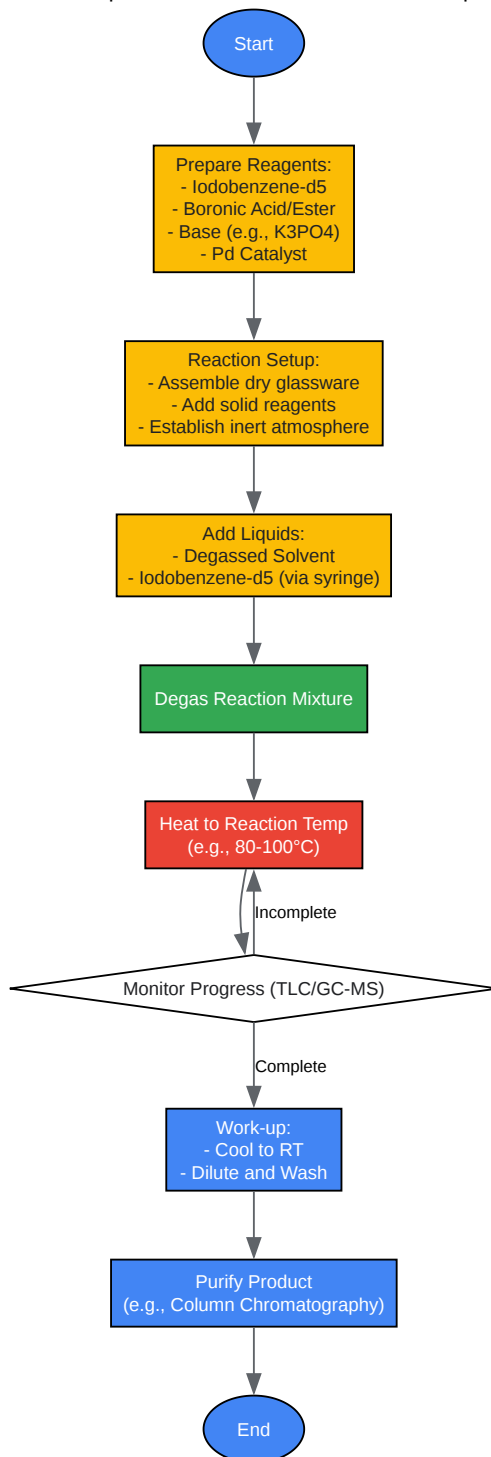 Start
Prepare Reagents:
- Iodobenzene-d5
- Boronic Acid/Ester
- Base (e.g., K3PO4)
- Pd Catalyst
Reaction Setup:
- Assemble dry glassware
- Add solid reagents
- Establish inert atmosphere
Add Liquids:
- Degassed Solvent
- Iodobenzene-d5 (via syringe)
Degas Reaction Mixture
Heat to Reaction Temp
(e.g., 80-100°C)
Incomplete
Monitor Progress (TLC/GC-MS)
Complete
Work-up:
- Cool to RT
- Dilute and Wash
Purify Product
(e.g., Column Chromatography)
End